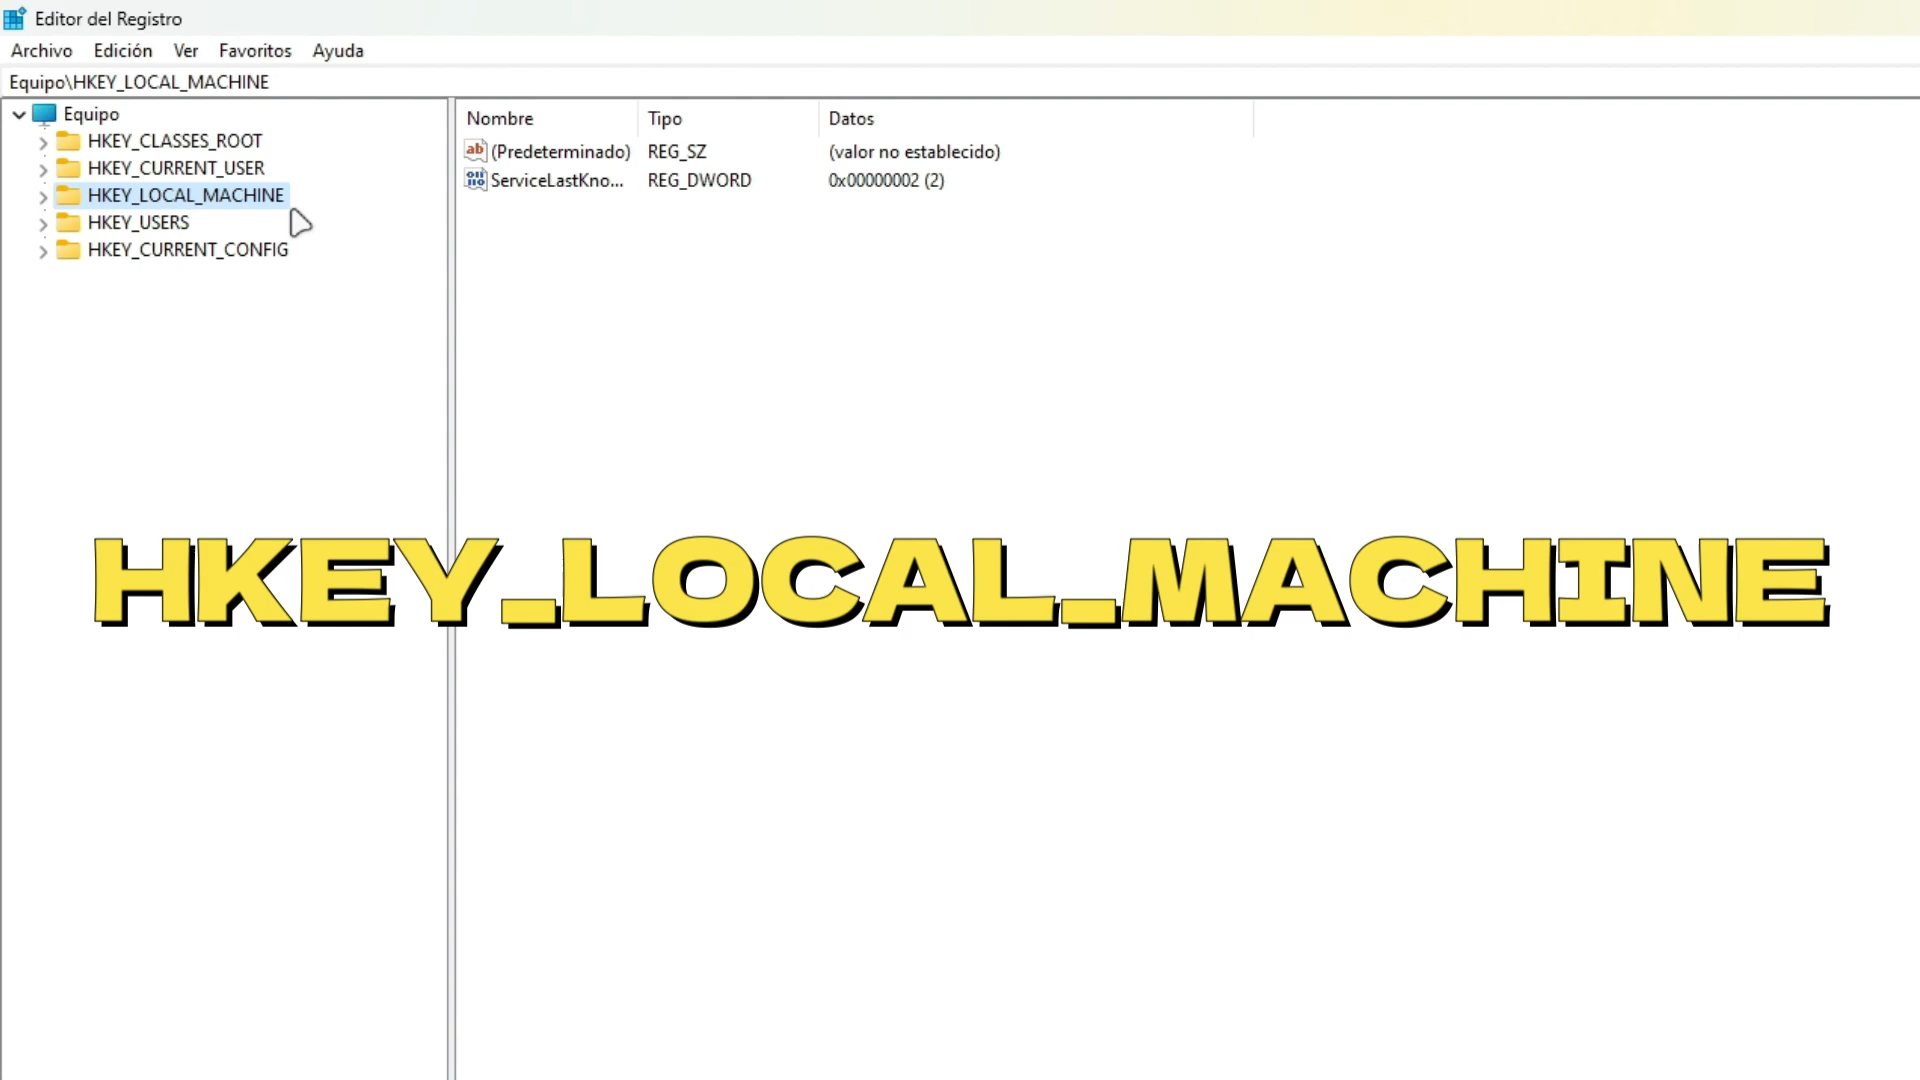 Editor del Registro
Archivo Edición Ver Favoritos Ayuda
Equipo\HKEY_LOCAL_MACHINE
Equipo
HKEY_CLASSES_ROOT
HKEY_CURRENT_USER
HKEY_LOCAL_MACHINE
HKEY_USERS
HKEY_CURRENT_CONFIG
Nombre Tipo Datos
(Predeterminado) REG_SZ (valor no establecido)
ServiceLastKno... REG_DWORD 0x00000002 (2)
HKEY_LOCAL_MACHINE